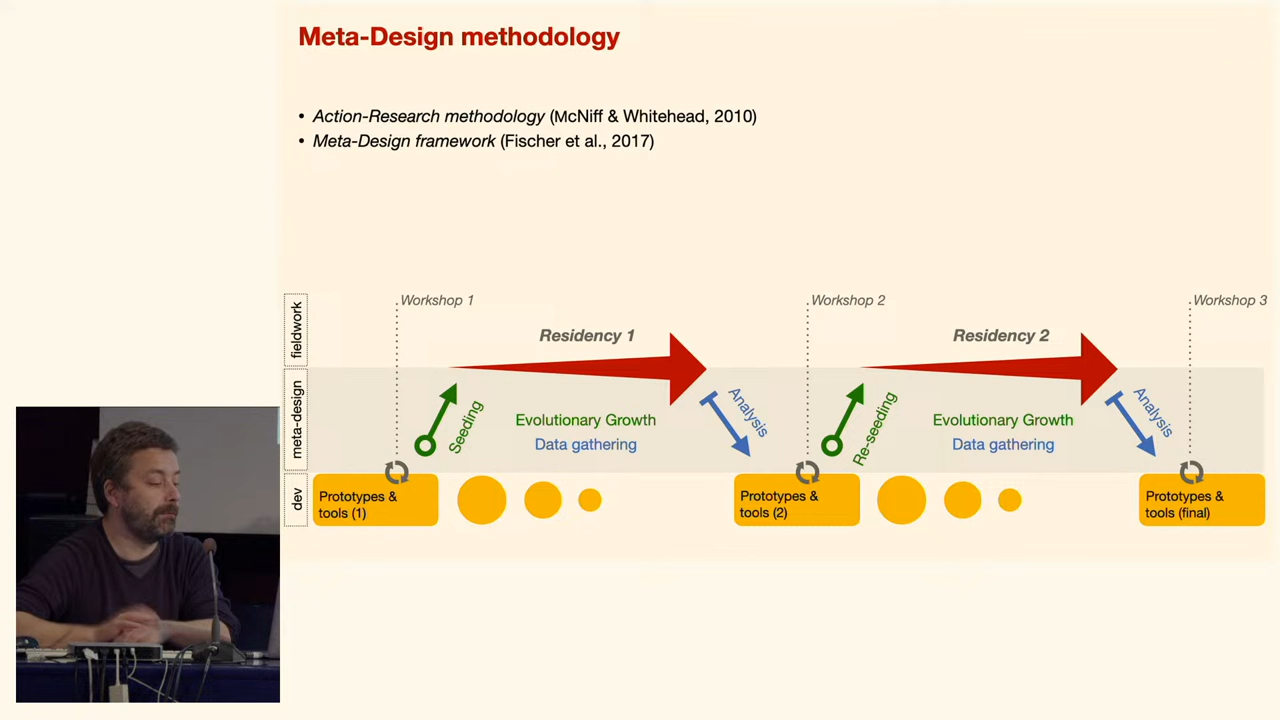 Meta-Design methodology
• Action-Research methodology (McNiff & Whitehead, 2010)
• Meta-Design framework (Fischer et al., 2017)
Workshop 1
Workshop 2
Workshop 3
fieldwork
Residency 1
Residency 2
meta-design
Seeding
Evolutionary Growth
Data gathering
Analysis
Re-seeding
Evolutionary Growth
Data gathering
Analysis
dev
Prototypes &
tools (1)
Prototypes &
tools (2)
Prototypes &
tools (final)